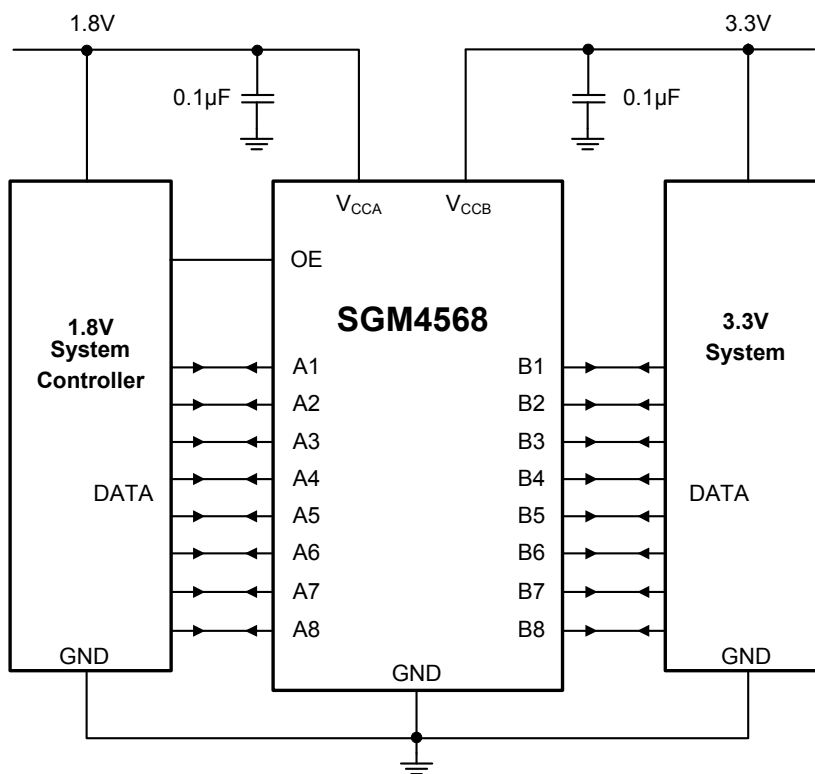 1.8V
3.3V
0.1µF
0.1µF
VCCA
VCCB
OE
SGM4568
1.8V
System
Controller
3.3V
System
A1
B1
A2
B2
A3
B3
A4
B4
DATA
DATA
A5
B5
A6
B6
A7
B7
A8
B8
GND
GND
GND